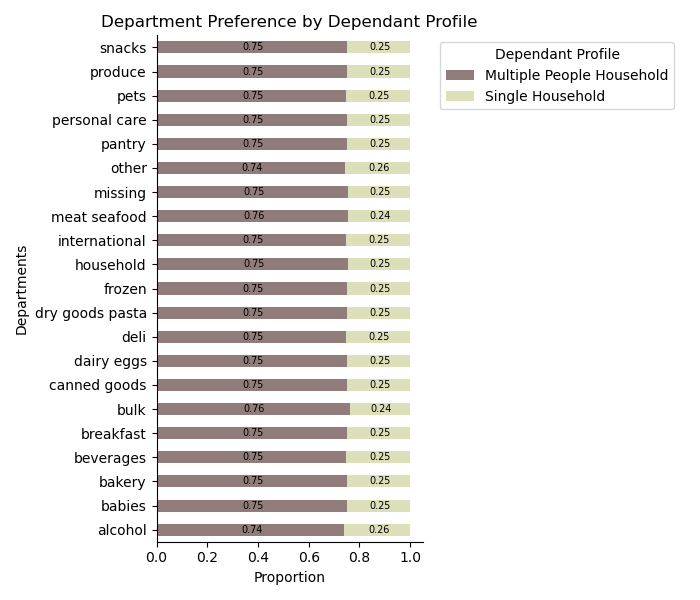 Department Preference by Dependant Profile
Dependant Profile
Multiple People Household
Single Household
Departments
snacks 0.75 0.25
produce 0.75 0.25
pets 0.75 0.25
personal care 0.75 0.25
pantry 0.75 0.25
other 0.74 0.26
missing 0.75 0.25
meat seafood 0.76 0.24
international 0.75 0.25
household 0.75 0.25
frozen 0.75 0.25
dry goods pasta 0.75 0.25
deli 0.75 0.25
dairy eggs 0.75 0.25
canned goods 0.75 0.25
bulk 0.76 0.24
breakfast 0.75 0.25
beverages 0.75 0.25
bakery 0.75 0.25
babies 0.75 0.25
alcohol 0.74 0.26
0.0 0.2 0.4 0.6 0.8 1.0
Proportion